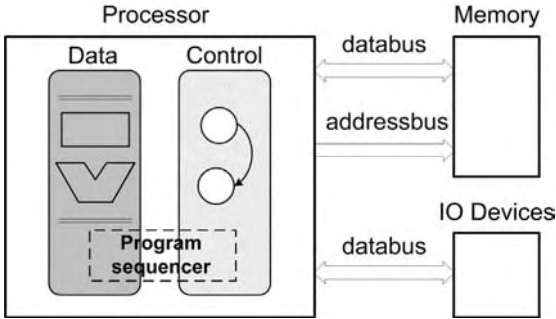 Processor
Memory
Data
Control
databus
addressbus
IO Devices
Program
sequencer
databus